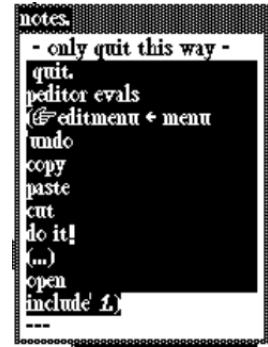 notes.
- only quit this way -
quit.
peditor evals
(☞editmenu ← menu
undo
copy
paste
cut
do it!
(...)
open
include' 1.)
---